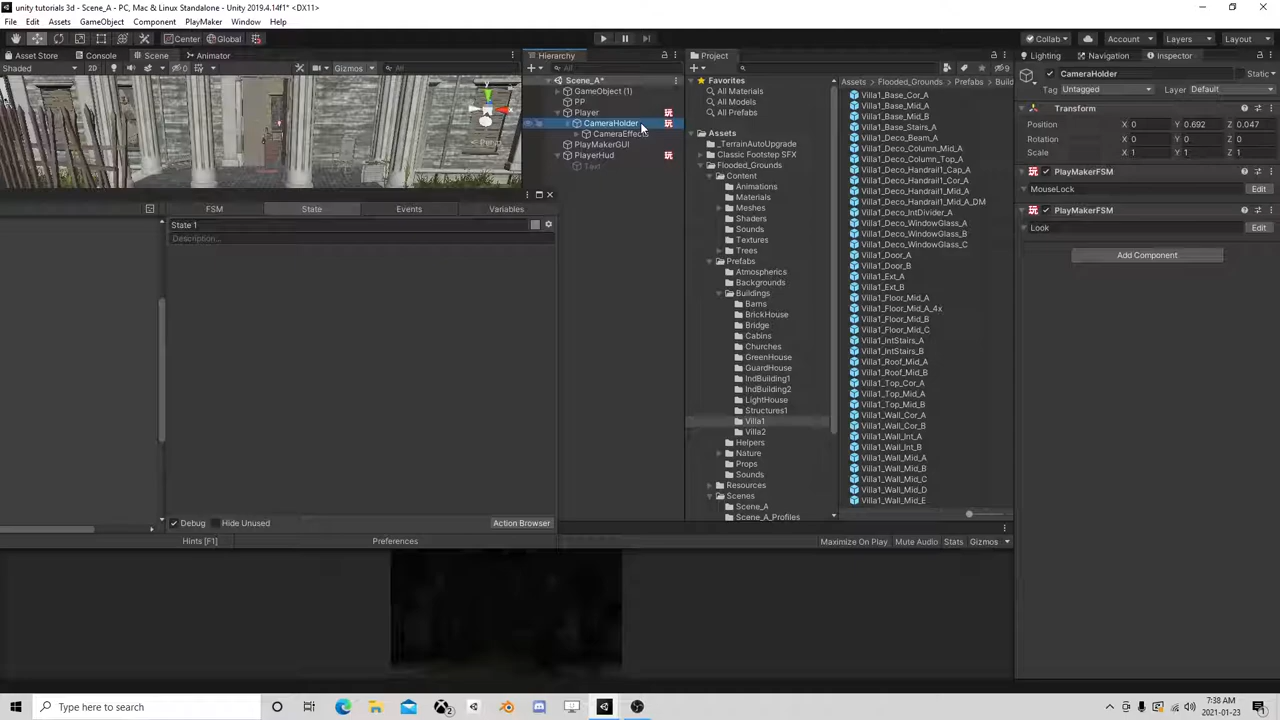 unity tutorials 3d - Scene_A - PC, Mac & Linux Standalone - Unity 2019.4.14f1* <DX11>
File Edit Assets GameObject Component PlayMaker Window Help
Center Global Collab Account Layers Layout
Asset Store Console Scene Animator
Shaded 2D 0 Gizmos All
y
x
Persp
Hierarchy
All
Scene_A*
GameObject (1)
PP
Player
CameraHolder
CameraEffects
PlayMakerGUI
PlayerHud
Text
Project
9
Favorites
All Materials
All Models
All Prefabs
Assets
_TerrainAutoUpgrade
Classic Footstep SFX
Flooded_Grounds
Content
Animations
Materials
Meshes
Shaders
Sounds
Textures
Trees
Prefabs
Atmospherics
Backgrounds
Buildings
Barns
BrickHouse
Bridge
Cabins
Churches
GreenHouse
GuardHouse
IndBuilding1
IndBuilding2
LightHouse
Structures1
Villa1
Villa2
Helpers
Nature
Props
Sounds
Resources
Scenes
Scene_A
Scene_A_Profiles
Assets Flooded_Grounds Prefabs Build
Villa1_Base_Cor_A
Villa1_Base_Mid_A
Villa1_Base_Mid_B
Villa1_Base_Stairs_A
Villa1_Deco_Beam_A
Villa1_Deco_Column_Mid_A
Villa1_Deco_Column_Top_A
Villa1_Deco_Handrail1_Cap_A
Villa1_Deco_Handrail1_Cor_A
Villa1_Deco_Handrail1_Mid_A
Villa1_Deco_Handrail1_Mid_A_DM
Villa1_Deco_IntDivider_A
Villa1_Deco_WindowGlass_A
Villa1_Deco_WindowGlass_B
Villa1_Deco_WindowGlass_C
Villa1_Door_A
Villa1_Door_B
Villa1_Ext_A
Villa1_Ext_B
Villa1_Floor_Mid_A
Villa1_Floor_Mid_A_4x
Villa1_Floor_Mid_B
Villa1_Floor_Mid_C
Villa1_IntStairs_A
Villa1_IntStairs_B
Villa1_Roof_Mid_A
Villa1_Roof_Mid_B
Villa1_Top_Cor_A
Villa1_Top_Mid_A
Villa1_Top_Mid_B
Villa1_Wall_Cor_A
Villa1_Wall_Cor_B
Villa1_Wall_Int_A
Villa1_Wall_Int_B
Villa1_Wall_Mid_A
Villa1_Wall_Mid_B
Villa1_Wall_Mid_C
Villa1_Wall_Mid_D
Villa1_Wall_Mid_E
Lighting Navigation Inspector
CameraHolder Static
Tag Untagged Layer Default
Transform
Position X 0 Y 0.692 Z 0.047
Rotation X 0 Y 0 Z 0
Scale X 1 Y 1 Z 1
PlayMakerFSM
MouseLock Edit
PlayMakerFSM
Look Edit
Add Component
FSM State Events Variables
State 1
Description...
Debug Hide Unused Action Browser
Hints [F1] Preferences
Maximize On Play Mute Audio Stats Gizmos
Type here to search
7:38 AM
2021-01-23
1